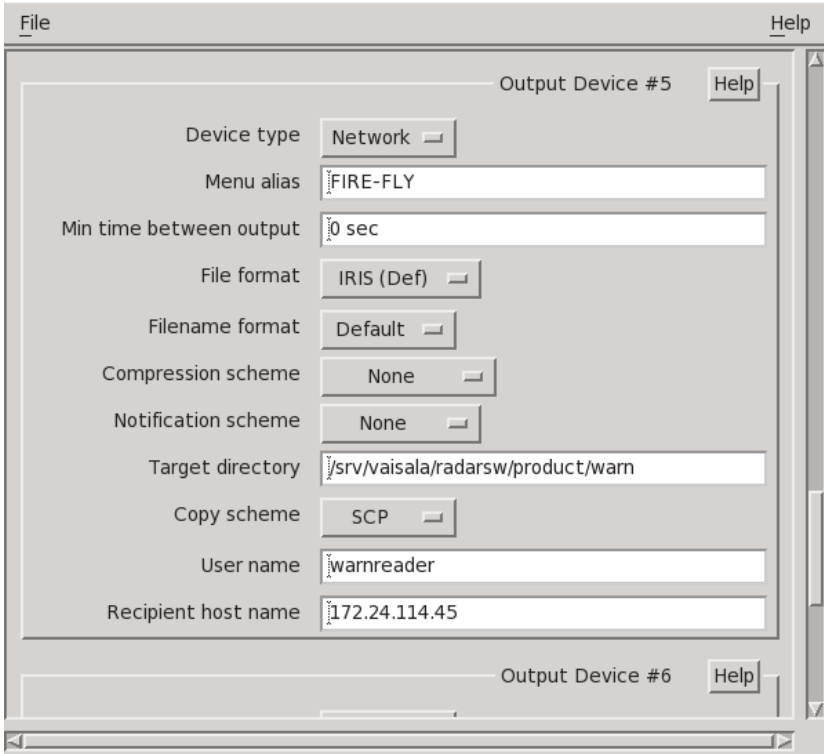 File Help
Output Device #5 Help
Device type Network
Menu alias FIRE-FLY
Min time between output 0 sec
File format IRIS (Def)
Filename format Default
Compression scheme None
Notification scheme None
Target directory /srv/vaisala/radarsw/product/warn
Copy scheme SCP
User name warnreader
Recipient host name 172.24.114.45
Output Device #6 Help